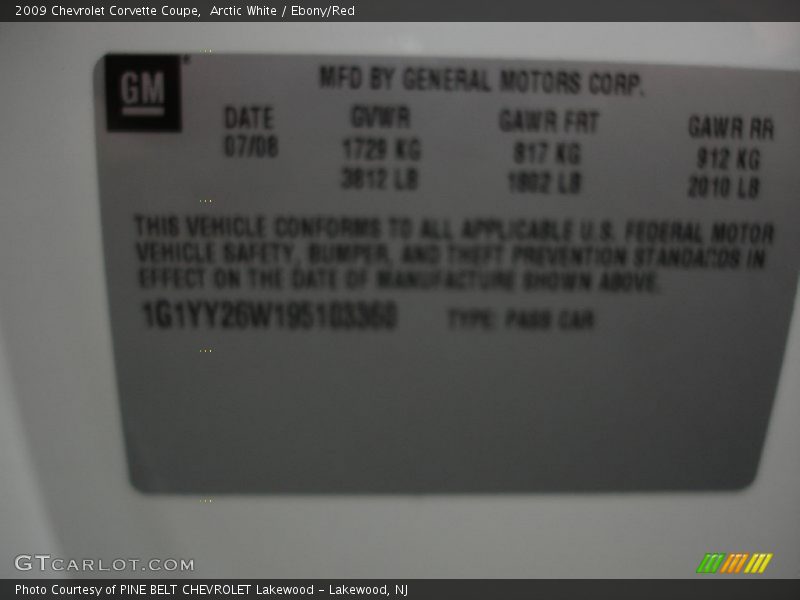 2009 Chevrolet Corvette Coupe, Arctic White / Ebony/Red
GM
MFD BY GENERAL MOTORS CORP.
DATE GVWR GAWR FRT GAWR RR
07/08 1729 KG 817 KG 912 KG
3812 LB 1802 LB 2010 LB
THIS VEHICLE CONFORMS TO ALL APPLICABLE U.S. FEDERAL MOTOR
VEHICLE SAFETY, BUMPER, AND THEFT PREVENTION STANDARDS IN
EFFECT ON THE DATE OF MANUFACTURE SHOWN ABOVE.
1G1YY26W195103360 TYPE: PASS CAR
GTCARLOT.COM
Photo Courtesy of PINE BELT CHEVROLET Lakewood - Lakewood, NJ